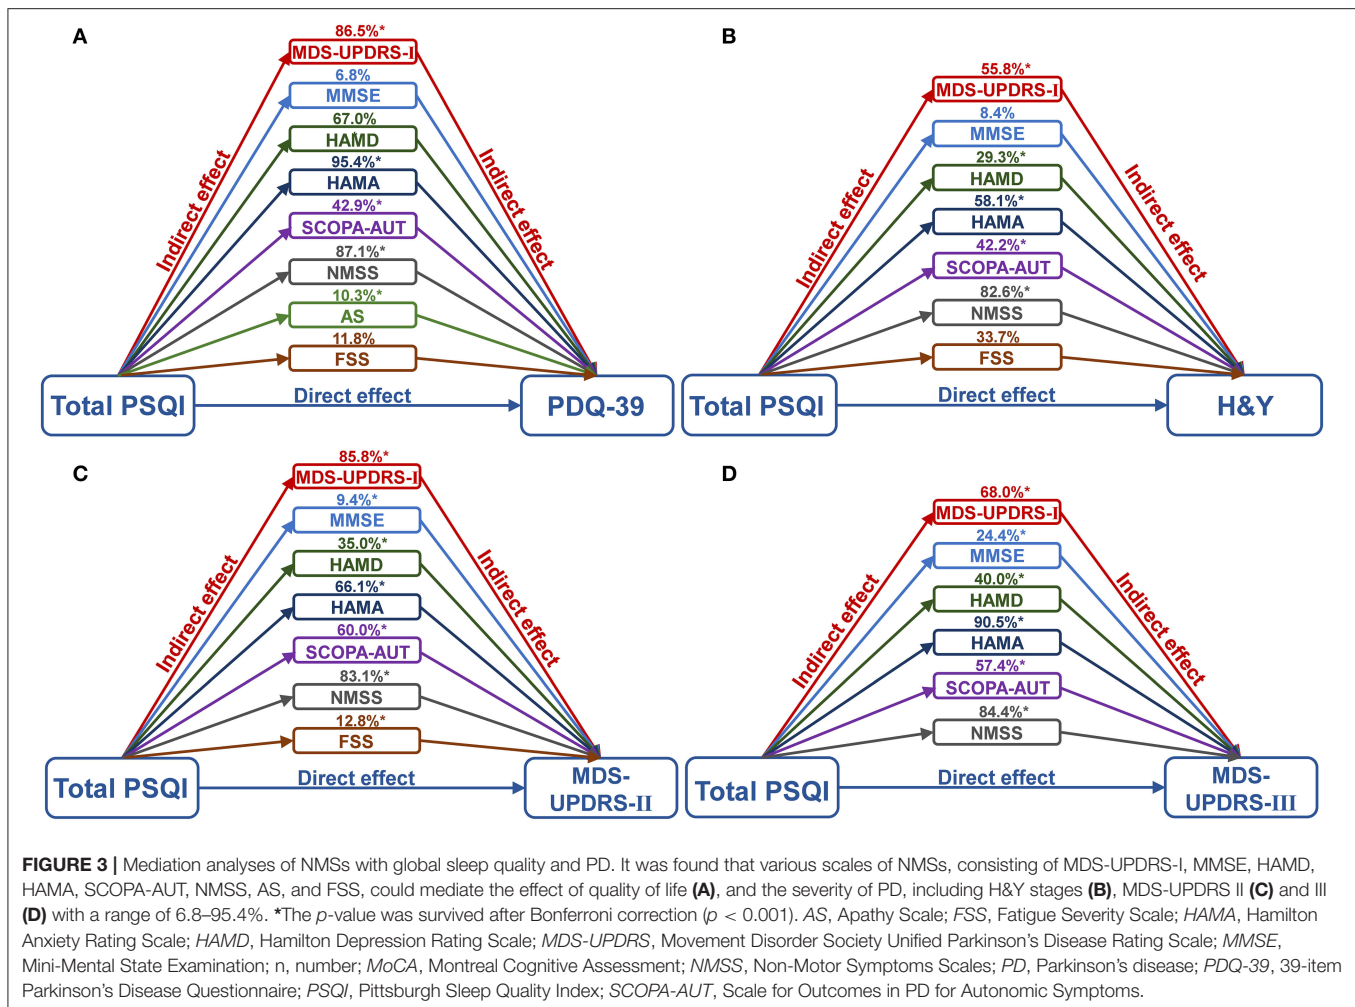 A
86.5%*
MDS-UPDRS-I
6.8%
MMSE
67.0%
HAMD
95.4%*
HAMA
42.9%*
SCOPA-AUT
87.1%*
NMSS
10.3%*
AS
11.8%
FSS
Indirect effect
Indirect effect
Total PSQI
Direct effect
PDQ-39
B
55.8%*
MDS-UPDRS-I
8.4%
MMSE
29.3%*
HAMD
58.1%*
HAMA
42.2%*
SCOPA-AUT
82.6%*
NMSS
33.7%
FSS
Indirect effect
Indirect effect
Total PSQI
Direct effect
H&Y
C
85.8%*
MDS-UPDRS-I
9.4%*
MMSE
35.0%*
HAMD
66.1%*
HAMA
60.0%*
SCOPA-AUT
83.1%*
NMSS
12.8%*
FSS
Indirect effect
Indirect effect
Total PSQI
Direct effect
MDS-
UPDRS-II
D
68.0%*
MDS-UPDRS-I
24.4%*
MMSE
40.0%*
HAMD
90.5%*
HAMA
57.4%*
SCOPA-AUT
84.4%*
NMSS
Indirect effect
Indirect effect
Total PSQI
Direct effect
MDS-
UPDRS-III
FIGURE 3 | Mediation analyses of NMSs with global sleep quality and PD. It was found that various scales of NMSs, consisting of MDS-UPDRS-I, MMSE, HAMD,
HAMA, SCOPA-AUT, NMSS, AS, and FSS, could mediate the effect of quality of life (A), and the severity of PD, including H&Y stages (B), MDS-UPDRS II (C) and III
(D) with a range of 6.8–95.4%. *The p-value was survived after Bonferroni correction (p < 0.001). AS, Apathy Scale; FSS, Fatigue Severity Scale; HAMA, Hamilton
Anxiety Rating Scale; HAMD, Hamilton Depression Rating Scale; MDS-UPDRS, Movement Disorder Society Unified Parkinson's Disease Rating Scale; MMSE,
Mini-Mental State Examination; n, number; MoCA, Montreal Cognitive Assessment; NMSS, Non-Motor Symptoms Scales; PD, Parkinson's disease; PDQ-39, 39-item
Parkinson's Disease Questionnaire; PSQI, Pittsburgh Sleep Quality Index; SCOPA-AUT, Scale for Outcomes in PD for Autonomic Symptoms.